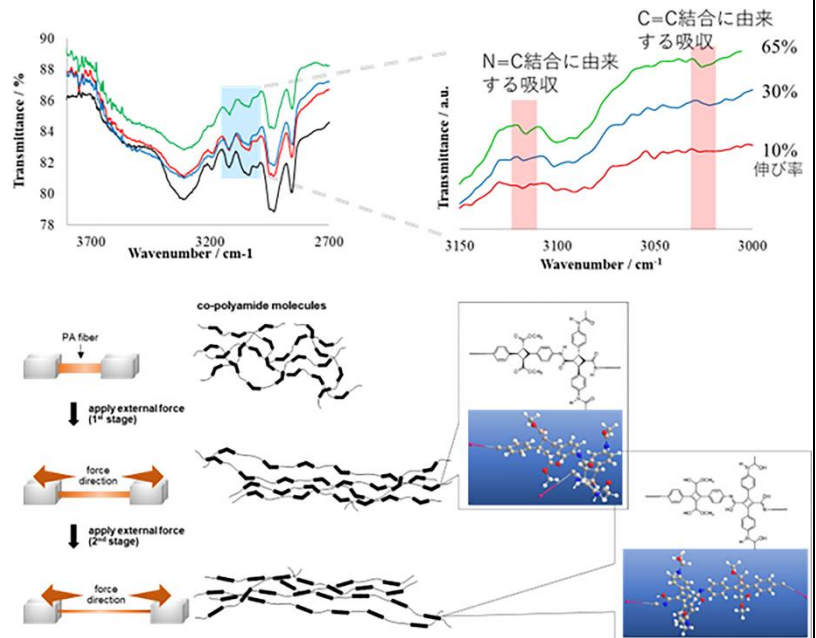 90
88
86
84
82
80
78
Transmittance / %
3700
3200
2700
Wavenumber / cm-1
N=C結合に由来
する吸収
C=C結合に由来
する吸収
65%
30%
10%
伸び率
Transmittance / a.u.
3150
3100
3050
3000
Wavenumber / cm⁻¹
co-polyamide molecules
PA fiber
apply external force
(1ˢᵗ stage)
force
direction
apply external force
(2ⁿᵈ stage)
force
direction